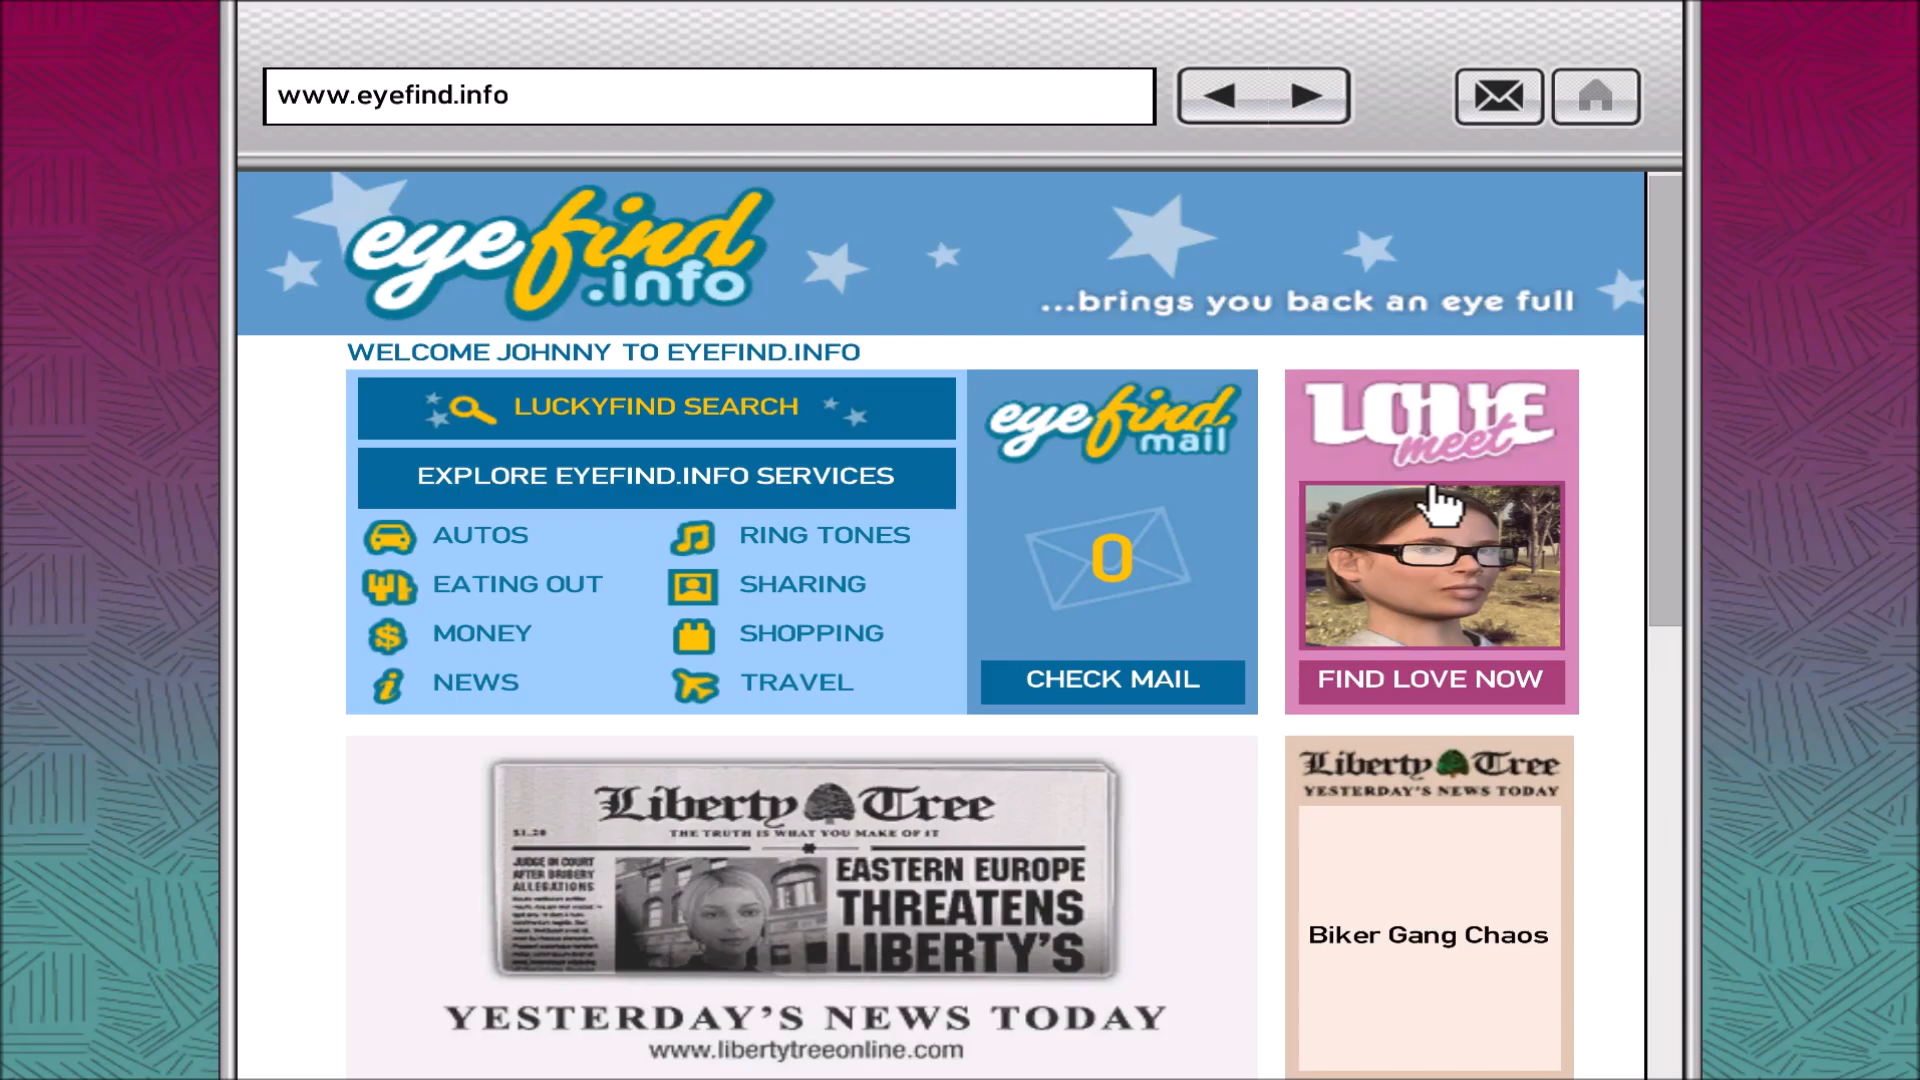 www.eyefind.info
eyefind
.info
...brings you back an eye full
WELCOME JOHNNY TO EYEFIND.INFO
LUCKYFIND SEARCH
EXPLORE EYEFIND.INFO SERVICES
AUTOS
RING TONES
EATING OUT
SHARING
MONEY
SHOPPING
NEWS
TRAVEL
eyefind
mail
0
CHECK MAIL
LOVE
meet
FIND LOVE NOW
Liberty Tree
THE TRUTH IS WHAT YOU MAKE OF IT
$1.20
JUDGE IN COURT
AFTER BRIBERY
ALLEGATIONS
EASTERN EUROPE
THREATENS
LIBERTY'S
YESTERDAY'S NEWS TODAY
www.libertytreeonline.com
Liberty Tree
YESTERDAY'S NEWS TODAY
Biker Gang Chaos